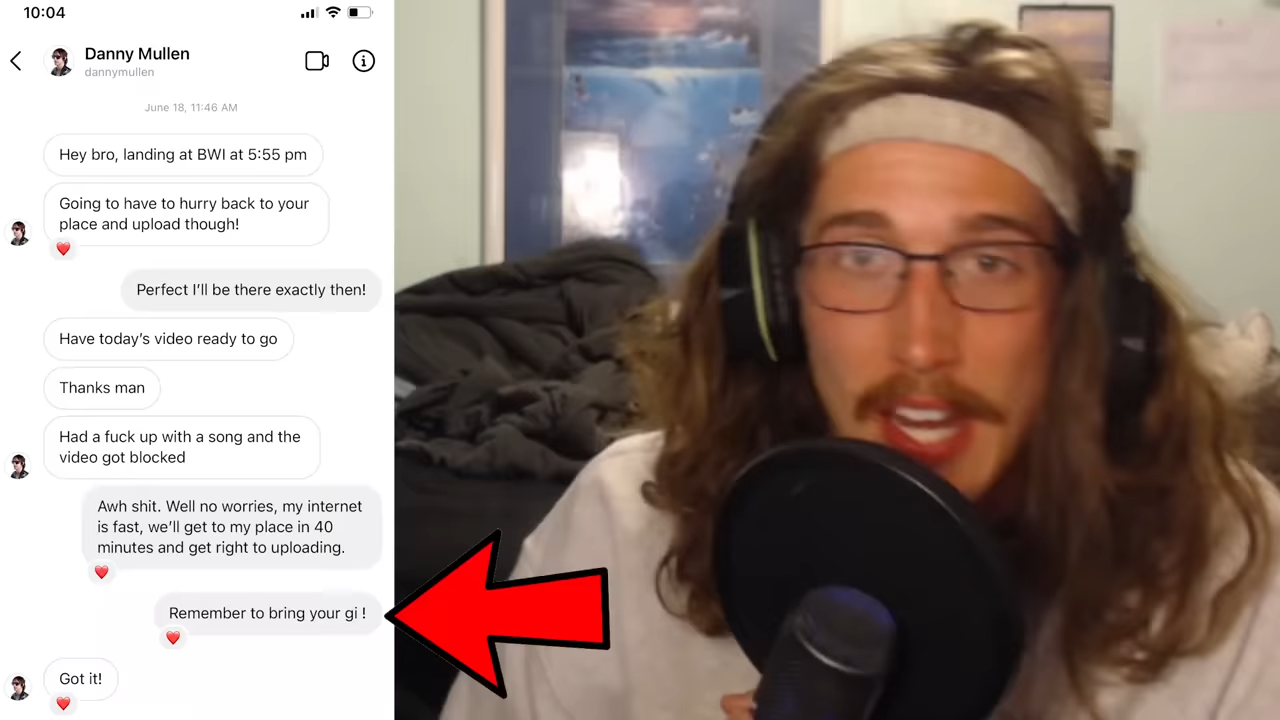 10:04
Danny Mullen
dannymullen
June 18, 11:46 AM
Hey bro, landing at BWI at 5:55 pm
Going to have to hurry back to your
place and upload though!
Perfect I’ll be there exactly then!
Have today’s video ready to go
Thanks man
Had a fuck up with a song and the
video got blocked
Awh shit. Well no worries, my internet
is fast, we’ll get to my place in 40
minutes and get right to uploading.
Remember to bring your gi !
Got it!